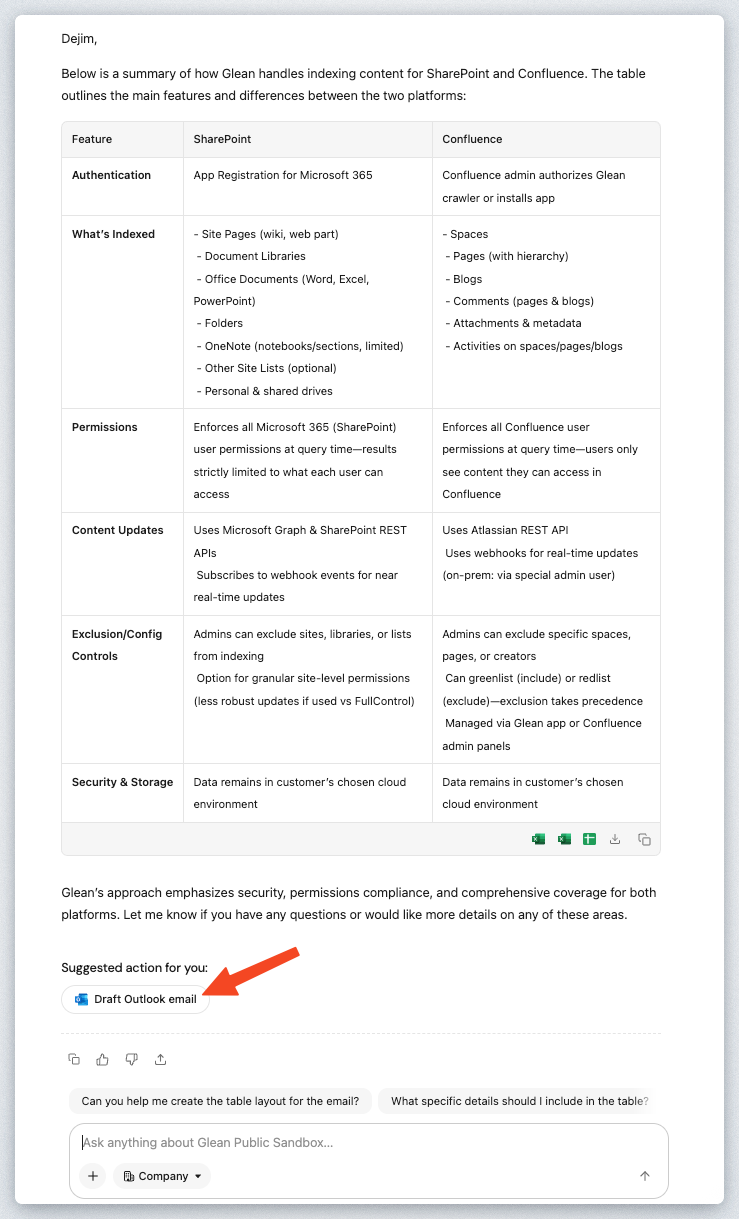 Dejim,
Below is a summary of how Glean handles indexing content for SharePoint and Confluence. The table
outlines the main features and differences between the two platforms:
Feature
SharePoint
Confluence
Authentication
App Registration for Microsoft 365
Confluence admin authorizes Glean
crawler or installs app
What's Indexed
- Site Pages (wiki, web part)
- Document Libraries
- Office Documents (Word, Excel,
PowerPoint)
- Folders
- OneNote (notebooks/sections, limited)
- Other Site Lists (optional)
- Personal & shared drives
- Spaces
- Pages (with hierarchy)
- Blogs
- Comments (pages & blogs)
- Attachments & metadata
- Activities on spaces/pages/blogs
Permissions
Enforces all Microsoft 365 (SharePoint)
user permissions at query time—results
strictly limited to what each user can
access
Enforces all Confluence user
permissions at query time—users only
see content they can access in
Confluence
Content Updates
Uses Microsoft Graph & SharePoint REST
APIs
Subscribes to webhook events for near
real-time updates
Uses Atlassian REST API
Uses webhooks for real-time updates
(on-prem: via special admin user)
Exclusion/Config
Controls
Admins can exclude sites, libraries, or lists
from indexing
Option for granular site-level permissions
(less robust updates if used vs FullControl)
Admins can exclude specific spaces,
pages, or creators
Can greenlist (include) or redlist
(exclude)—exclusion takes precedence
Managed via Glean app or Confluence
admin panels
Security & Storage
Data remains in customer's chosen cloud
environment
Data remains in customer's chosen
cloud environment
Glean's approach emphasizes security, permissions compliance, and comprehensive coverage for both
platforms. Let me know if you have any questions or would like more details on any of these areas.
Suggested action for you:
Draft Outlook email
Can you help me create the table layout for the email?
What specific details should I include in the table?
Ask anything about Glean Public Sandbox...
Company